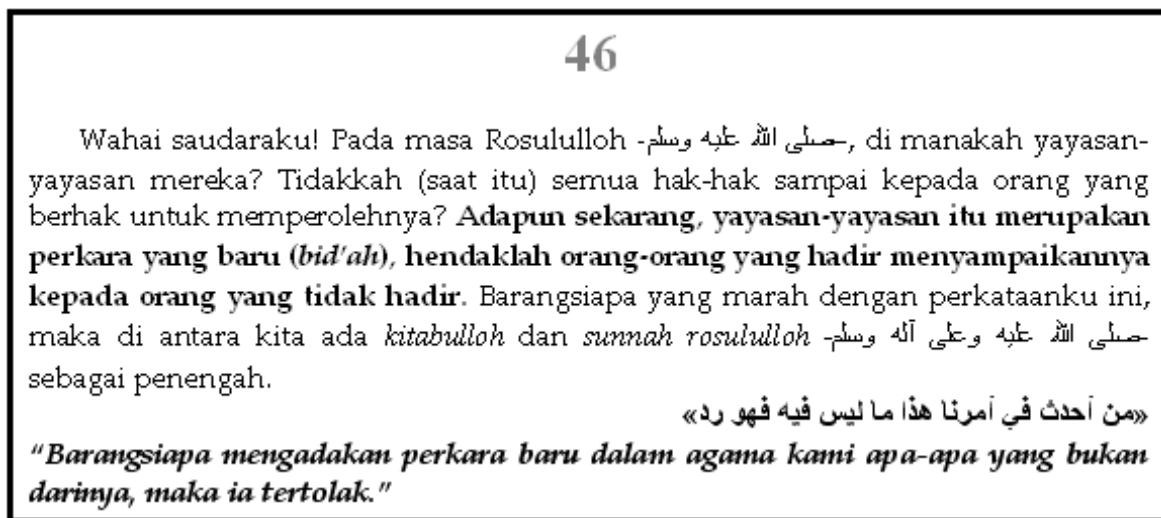 46
Wahai saudaraku! Pada masa Rosululloh -صلى الله عليه وسلم-, di manakah yayasan-
yayasan mereka? Tidakkah (saat itu) semua hak-hak sampai kepada orang yang
berhak untuk memperolehnya? Adapun sekarang, yayasan-yayasan itu merupakan
perkara yang baru (bid'ah), hendaklah orang-orang yang hadir menyampaikannya
kepada orang yang tidak hadir. Barangsiapa yang marah dengan perkataanku ini,
maka di antara kita ada kitabulloh dan sunnah rosululloh -صلى الله عليه وعلى آله وسلم-
sebagai penengah.
«من أحدث في أمرنا هذا ما ليس فيه فهو رد»
"Barangsiapa mengadakan perkara baru dalam agama kami apa-apa yang bukan
darinya, maka ia tertolak."